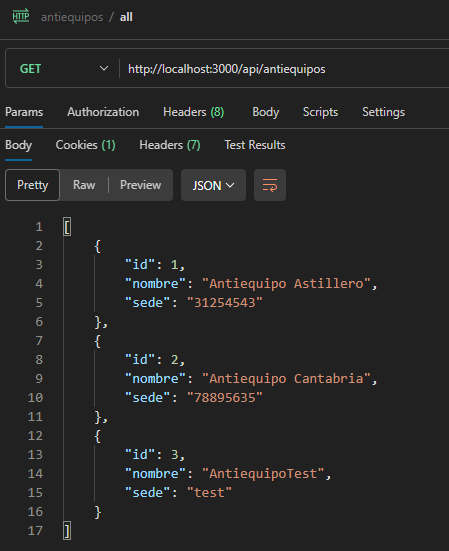 HTTP antiequipos / all
GET http://localhost:3000/api/antiequipos
Params Authorization Headers (8) Body Scripts Settings
Body Cookies (1) Headers (7) Test Results
Pretty Raw Preview JSON
1 [
2 {
3 "id": 1,
4 "nombre": "Antiequipo Astillero",
5 "sede": "31254543"
6 },
7 {
8 "id": 2,
9 "nombre": "Antiequipo Cantabria",
10 "sede": "78895635"
11 },
12 {
13 "id": 3,
14 "nombre": "AntiequipoTest",
15 "sede": "test"
16 }
17 ]